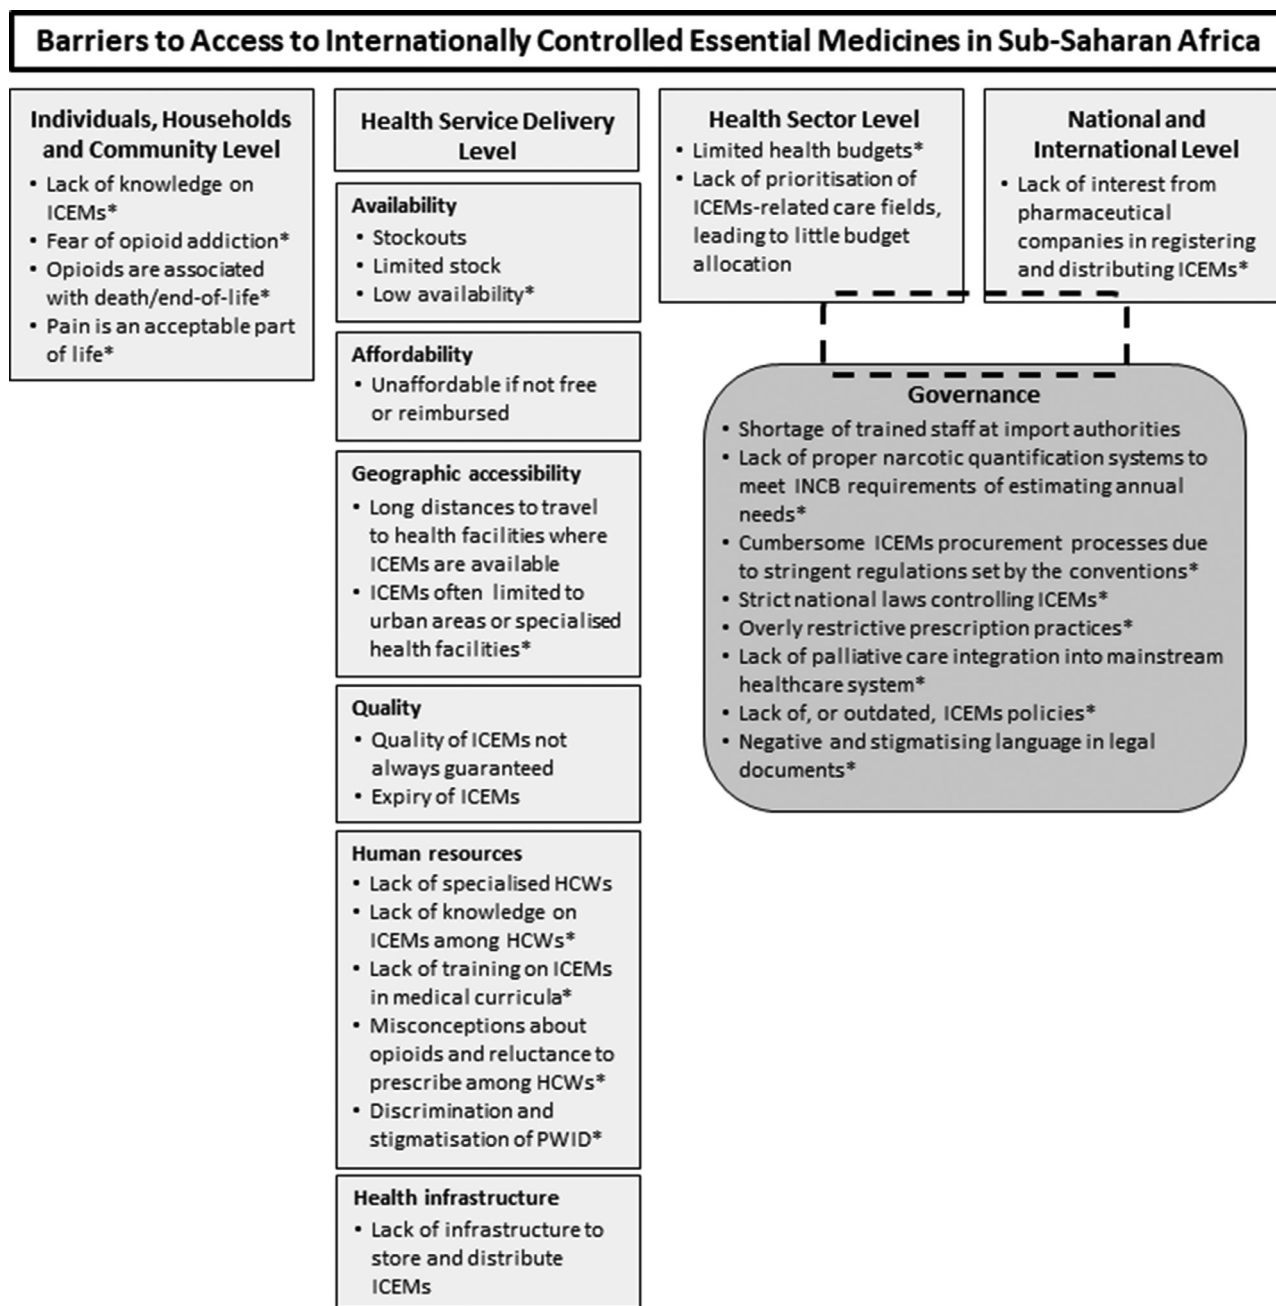 Barriers to Access to Internationally Controlled Essential Medicines in Sub-Saharan Africa
Individuals, Households
and Community Level
• Lack of knowledge on
ICEMs*
• Fear of opioid addiction*
• Opioids are associated
with death/end-of-life*
• Pain is an acceptable part
of life*
Health Service Delivery
Level
Availability
• Stockouts
• Limited stock
• Low availability*
Affordability
• Unaffordable if not free
or reimbursed
Geographic accessibility
• Long distances to travel
to health facilities where
ICEMs are available
• ICEMs often limited to
urban areas or specialised
health facilities*
Quality
• Quality of ICEMs not
always guaranteed
• Expiry of ICEMs
Human resources
• Lack of specialised HCWs
• Lack of knowledge on
ICEMs among HCWs*
• Lack of training on ICEMs
in medical curricula*
• Misconceptions about
opioids and reluctance to
prescribe among HCWs*
• Discrimination and
stigmatisation of PWID*
Health infrastructure
• Lack of infrastructure to
store and distribute
ICEMs
Health Sector Level
• Limited health budgets*
• Lack of prioritisation of
ICEMs-related care fields,
leading to little budget
allocation
National and
International Level
• Lack of interest from
pharmaceutical
companies in registering
and distributing ICEMs*
Governance
• Shortage of trained staff at import authorities
• Lack of proper narcotic quantification systems to
meet INCB requirements of estimating annual
needs*
• Cumbersome ICEMs procurement processes due
to stringent regulations set by the conventions*
• Strict national laws controlling ICEMs*
• Overly restrictive prescription practices*
• Lack of palliative care integration into mainstream
healthcare system*
• Lack of, or outdated, ICEMs policies*
• Negative and stigmatising language in legal
documents*